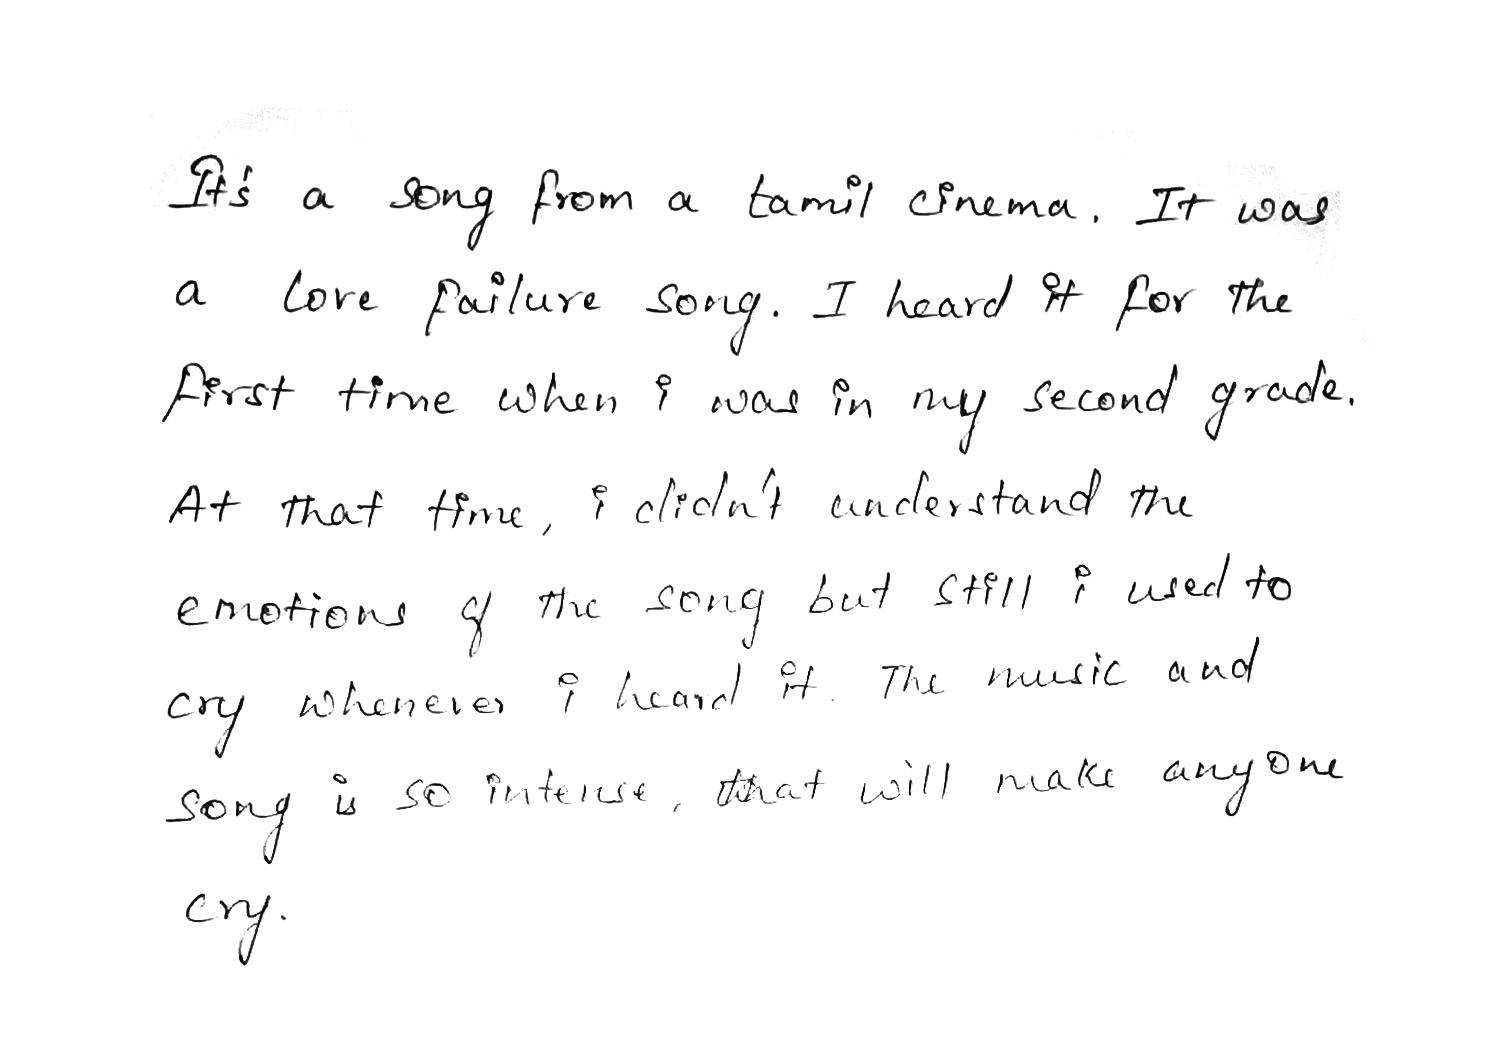 It's a song from a tamil cinema. It was
a love failure song. I heard it for the
first time when i was in my second grade.
At that time, i didn't understand the
emotions of the song but still i used to
cry whenever i heard it. The music and
song is so intense, that will make anyone
cry.